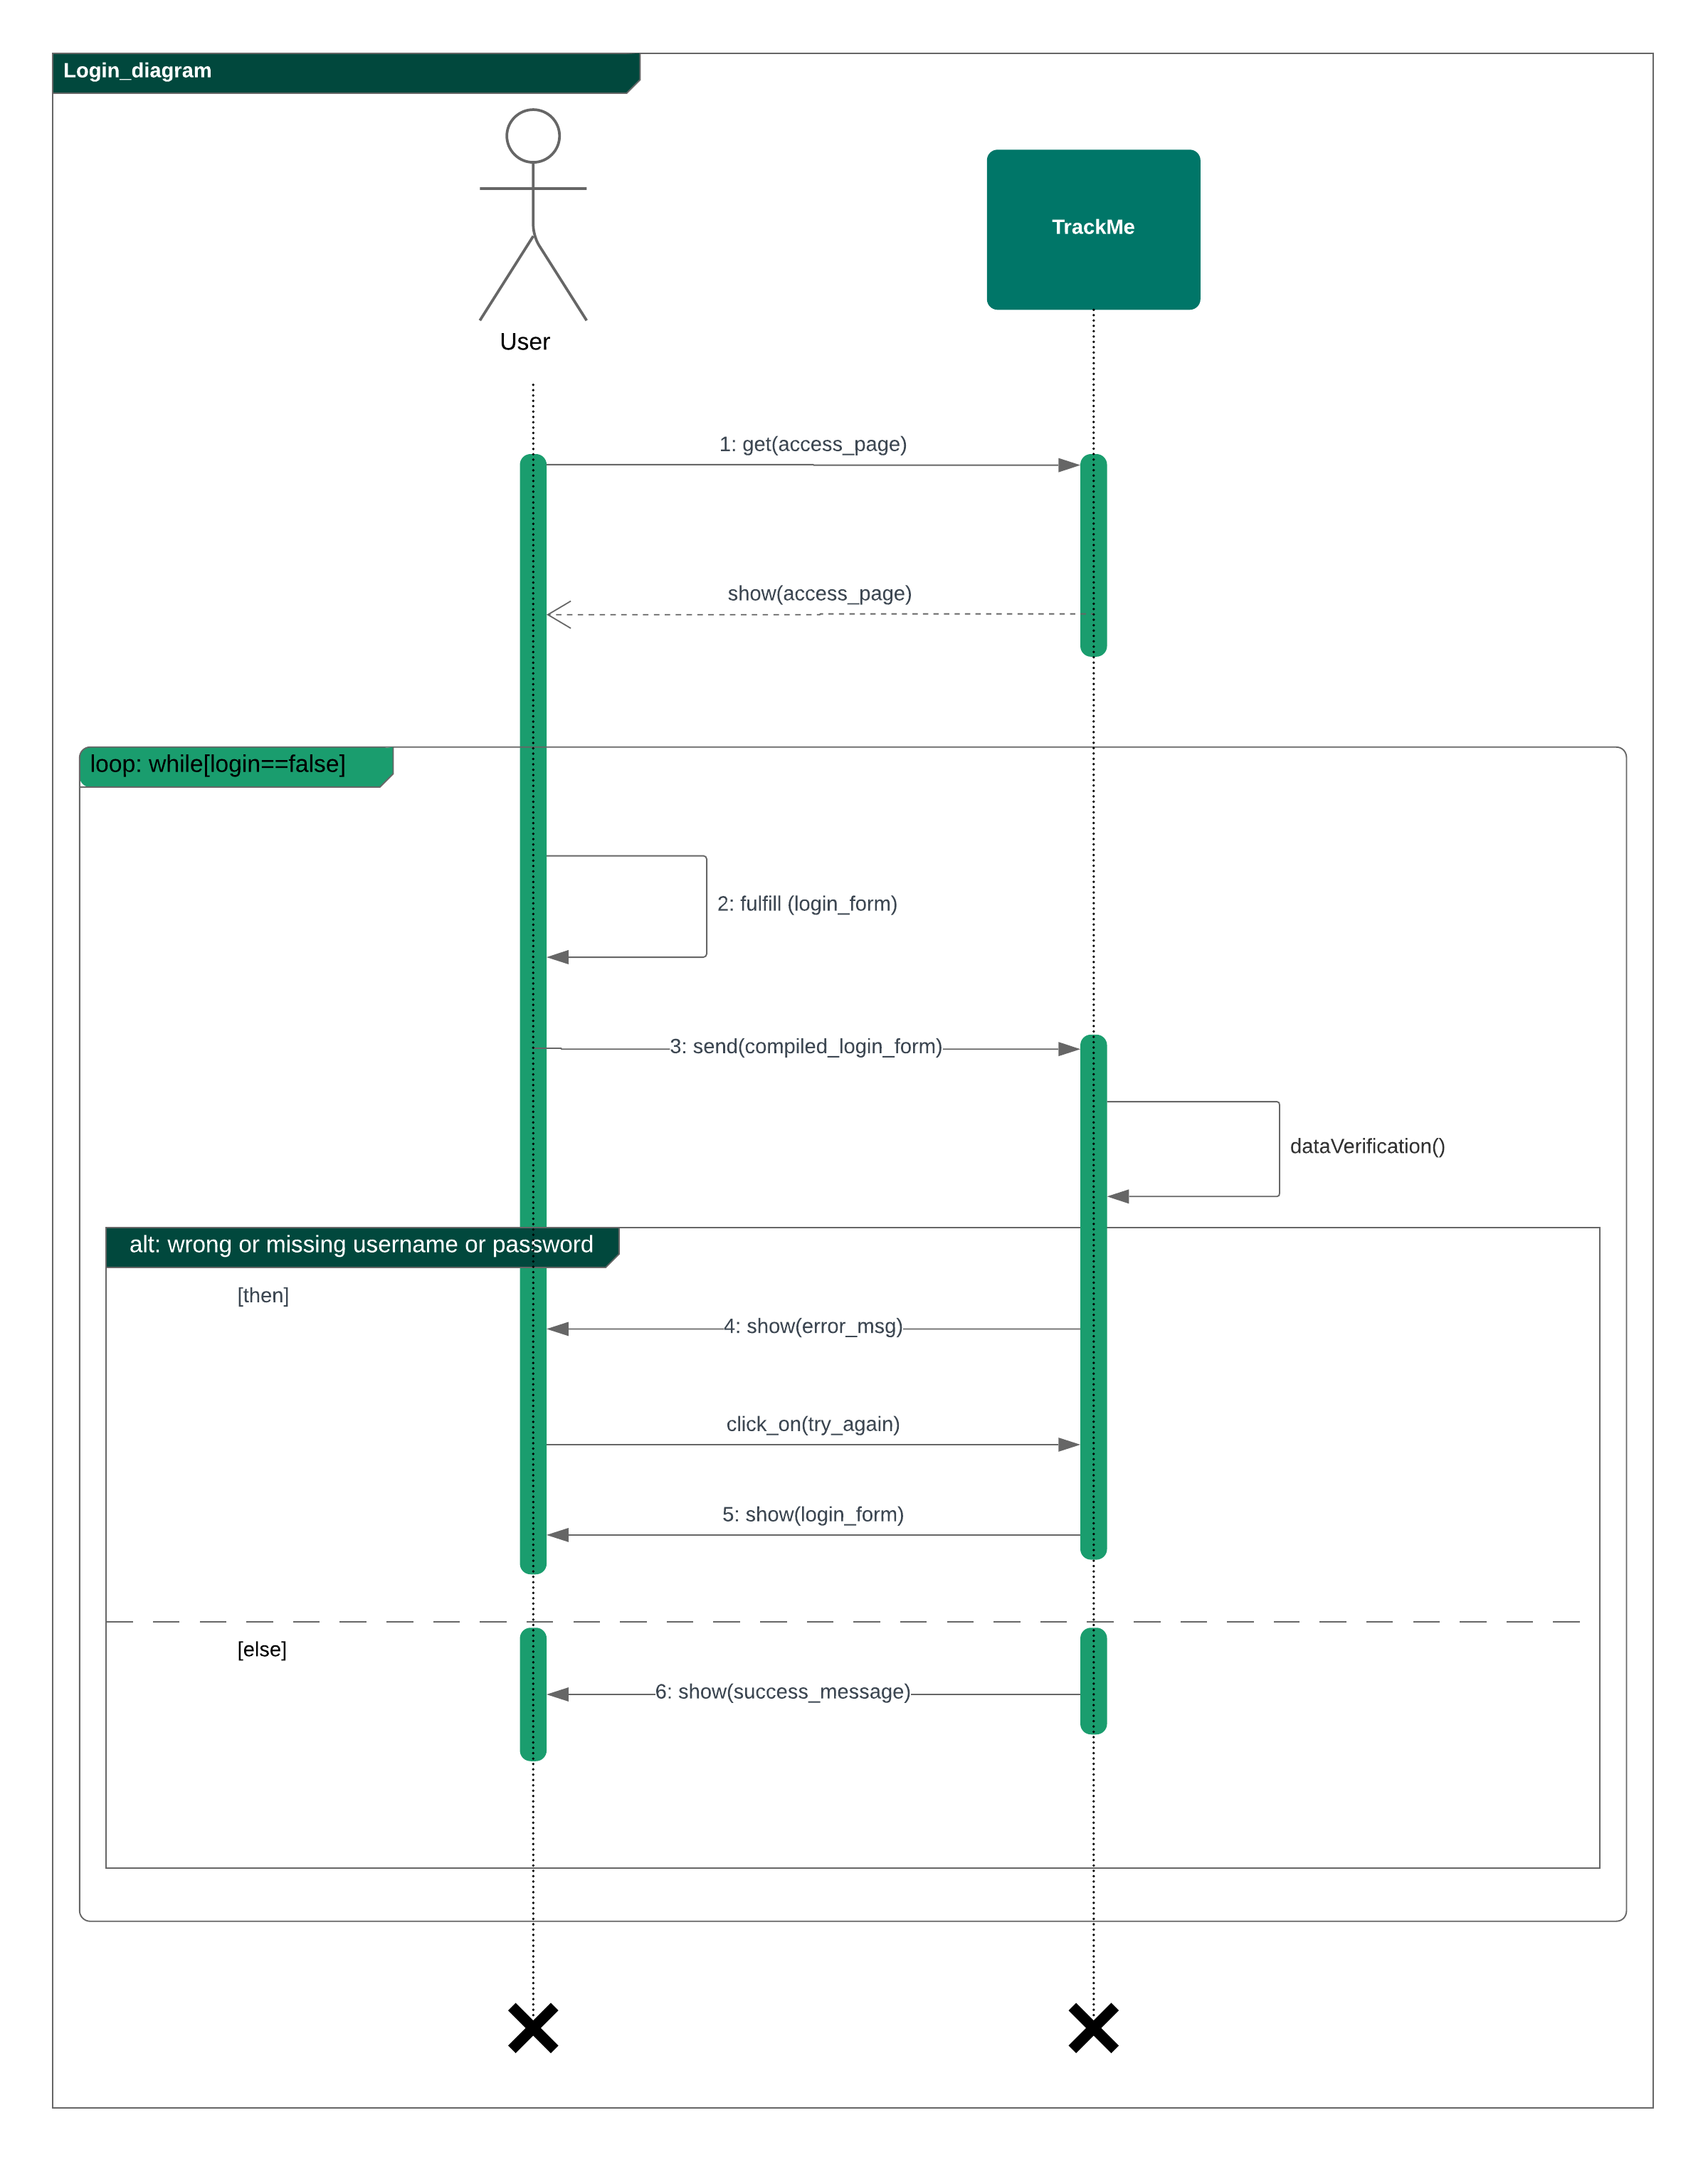 Login_diagram
TrackMe
User
1: get(access_page)
show(access_page)
loop: while[login==false]
2: fulfill (login_form)
3: send(compiled_login_form)
dataVerification()
alt: wrong or missing username or password
[then]
4: show(error_msg)
click_on(try_again)
5: show(login_form)
[else]
6: show(success_message)